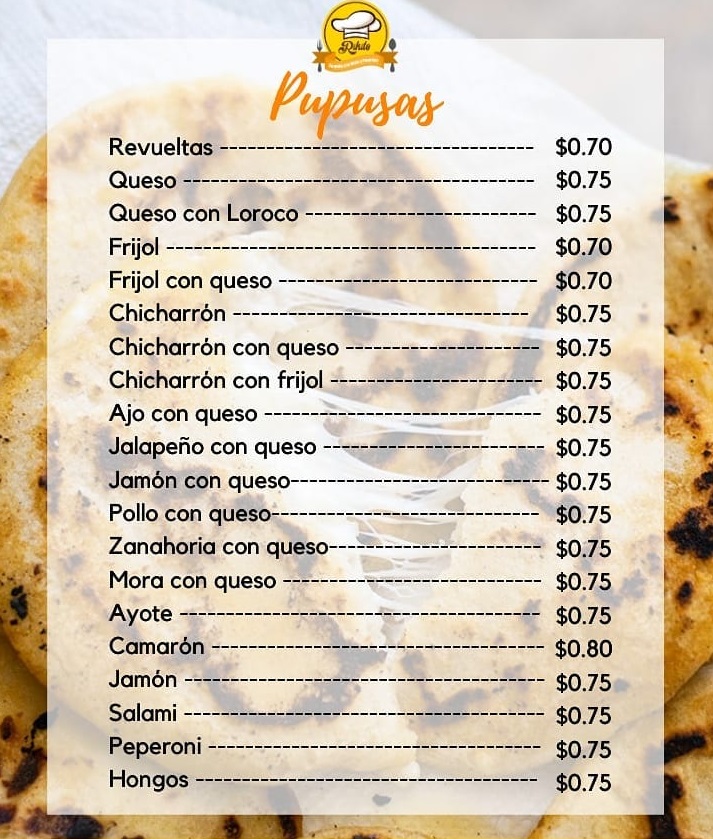 Pupusas
Revueltas ---------------------------------- $0.70
Queso -------------------------------------- $0.75
Queso con Loroco ------------------------- $0.75
Frijol ---------------------------------------- $0.70
Frijol con queso ---------------------------- $0.70
Chicharrón -------------------------------- $0.75
Chicharrón con queso --------------------- $0.75
Chicharrón con frijol ----------------------- $0.75
Ajo con queso ------------------------------ $0.75
Jalapeño con queso ------------------------ $0.75
Jamón con queso---------------------------- $0.75
Pollo con queso----------------------------- $0.75
Zanahoria con queso----------------------- $0.75
Mora con queso ---------------------------- $0.75
Ayote --------------------------------------- $0.75
Camarón ------------------------------------ $0.80
Jamón --------------------------------------- $0.75
Salami --------------------------------------- $0.75
Peperoni ------------------------------------ $0.75
Hongos ------------------------------------- $0.75